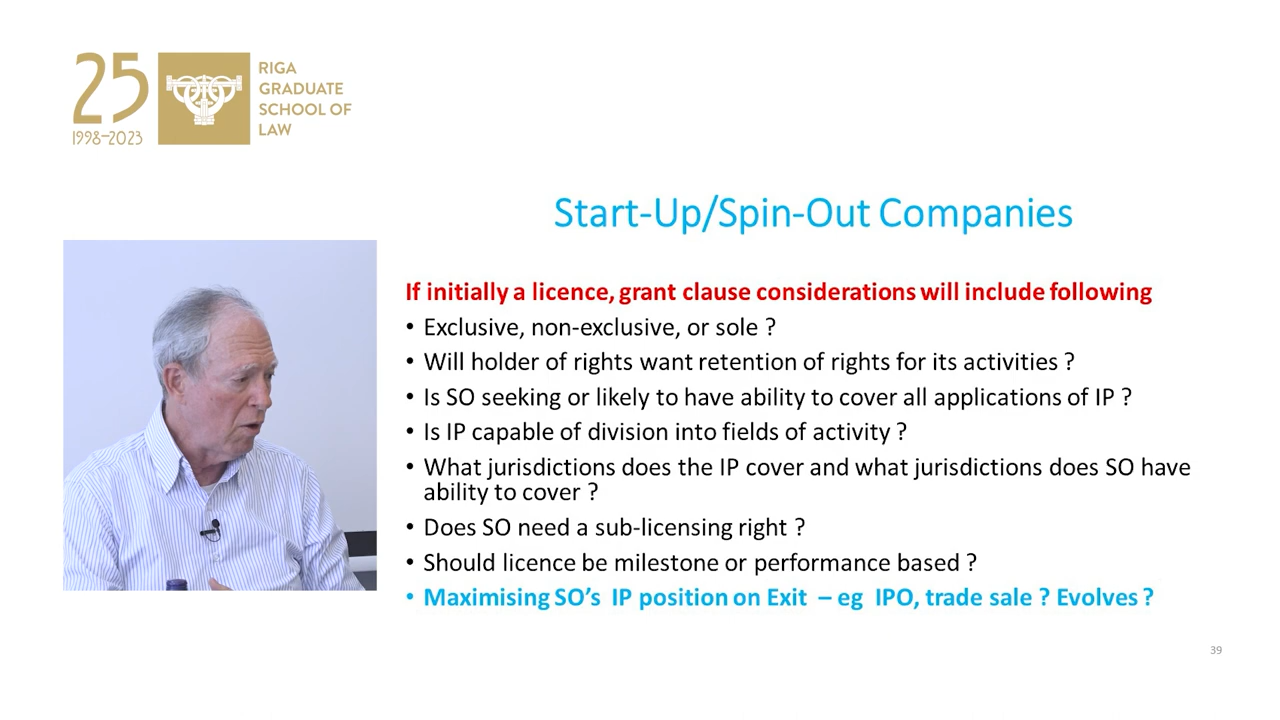 25
1998–2023
RIGA
GRADUATE
SCHOOL OF
LAW
Start-Up/Spin-Out Companies
If initially a licence, grant clause considerations will include following
• Exclusive, non-exclusive, or sole ?
• Will holder of rights want retention of rights for its activities ?
• Is SO seeking or likely to have ability to cover all applications of IP ?
• Is IP capable of division into fields of activity ?
• What jurisdictions does the IP cover and what jurisdictions does SO have
ability to cover ?
• Does SO need a sub-licensing right ?
• Should licence be milestone or performance based ?
• Maximising SO’s IP position on Exit – eg IPO, trade sale ? Evolves ?
39